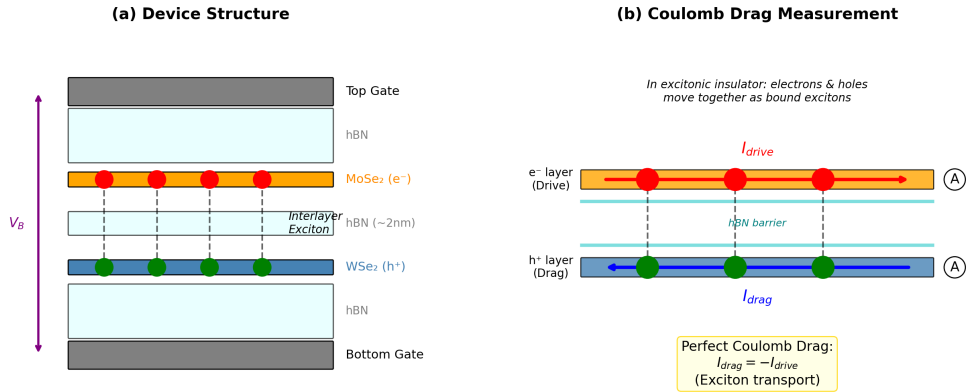 (a) Device Structure
Top Gate
hBN
MoSe₂ (e⁻)
V_B
Interlayer
Exciton
hBN (~2nm)
WSe₂ (h⁺)
hBN
Bottom Gate
(b) Coulomb Drag Measurement
In excitonic insulator: electrons & holes
move together as bound excitons
I_drive
e⁻ layer
(Drive)
A
hBN barrier
h⁺ layer
(Drag)
A
I_drag
Perfect Coulomb Drag:
I_drag = −I_drive
(Exciton transport)